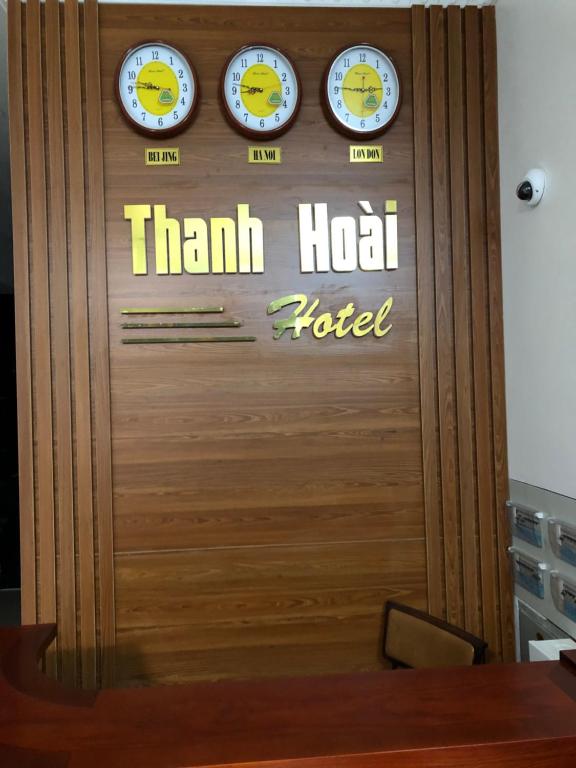 BEI JING
HA NOI
LON DON
Thanh Hoài
Hotel